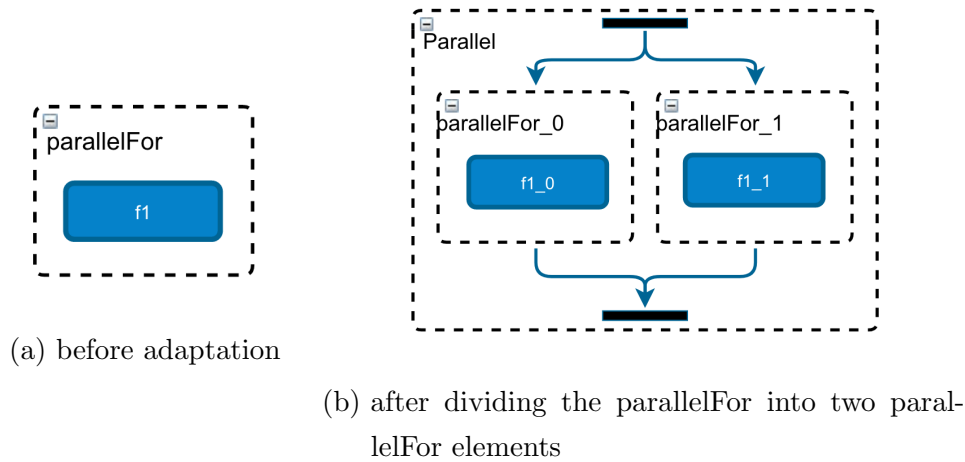 parallelFor
f1
(a) before adaptation
Parallel
parallelFor_0
parallelFor_1
f1_0
f1_1
(b) after dividing the parallelFor into two paral-
lelFor elements